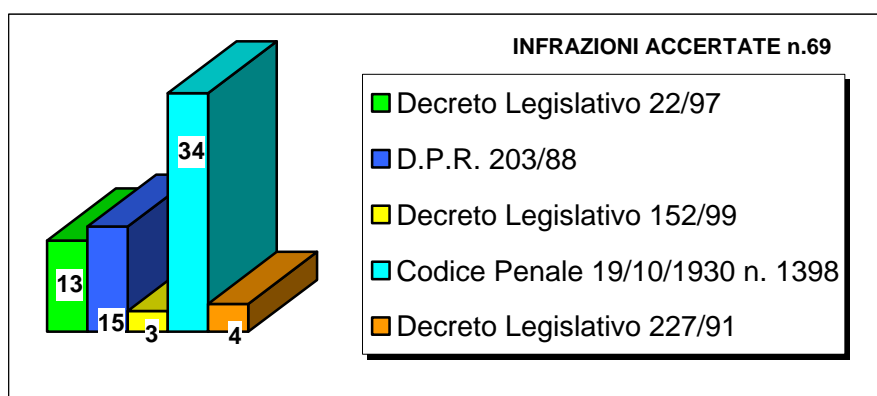 INFRAZIONI ACCERTATE n.69
34
13
15
3
4
Decreto Legislativo 22/97
D.P.R. 203/88
Decreto Legislativo 152/99
Codice Penale 19/10/1930 n. 1398
Decreto Legislativo 227/91